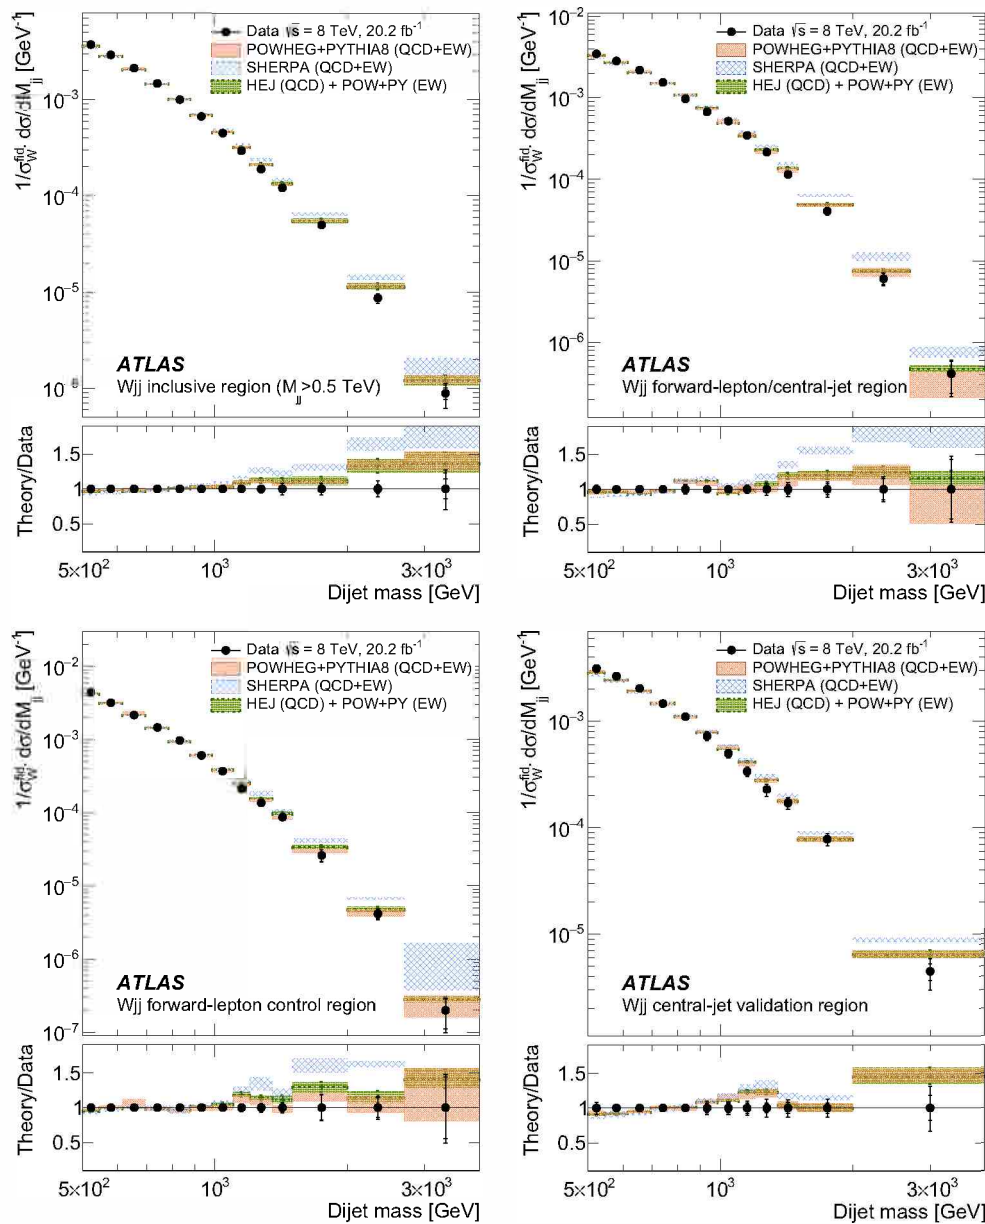 1/σ_W^fid· dσ/dM_jj [GeV⁻¹]
Data √s = 8 TeV, 20.2 fb⁻¹
POWHEG+PYTHIA8 (QCD+EW)
SHERPA (QCD+EW)
HEJ (QCD) + POW+PY (EW)
10⁻³
10⁻⁴
10⁻⁵
ATLAS
Wjj inclusive region (M_jj>0.5 TeV)
Theory/Data
1.5
1
0.5
5×10²
10³
3×10³
Dijet mass [GeV]
1/σ_W^fid· dσ/dM_jj [GeV⁻¹]
10⁻²
Data √s = 8 TeV, 20.2 fb⁻¹
POWHEG+PYTHIA8 (QCD+EW)
SHERPA (QCD+EW)
HEJ (QCD) + POW+PY (EW)
10⁻³
10⁻⁴
10⁻⁵
10⁻⁶
ATLAS
Wjj forward-lepton/central-jet region
Theory/Data
1.5
1
0.5
5×10²
10³
3×10³
Dijet mass [GeV]
1/σ_W^fid· dσ/dM_jj [GeV⁻¹]
Data √s = 8 TeV, 20.2 fb⁻¹
10⁻²
POWHEG+PYTHIA8 (QCD+EW)
SHERPA (QCD+EW)
HEJ (QCD) + POW+PY (EW)
10⁻³
10⁻⁴
10⁻⁵
10⁻⁶
ATLAS
Wjj forward-lepton control region
10⁻⁷
Theory/Data
1.5
1
0.5
5×10²
10³
3×10³
Dijet mass [GeV]
1/σ_W^fid· dσ/dM_jj [GeV⁻¹]
Data √s = 8 TeV, 20.2 fb⁻¹
POWHEG+PYTHIA8 (QCD+EW)
SHERPA (QCD+EW)
HEJ (QCD) + POW+PY (EW)
10⁻³
10⁻⁴
10⁻⁵
ATLAS
Wjj central-jet validation region
Theory/Data
1.5
1
0.5
5×10²
10³
3×10³
Dijet mass [GeV]